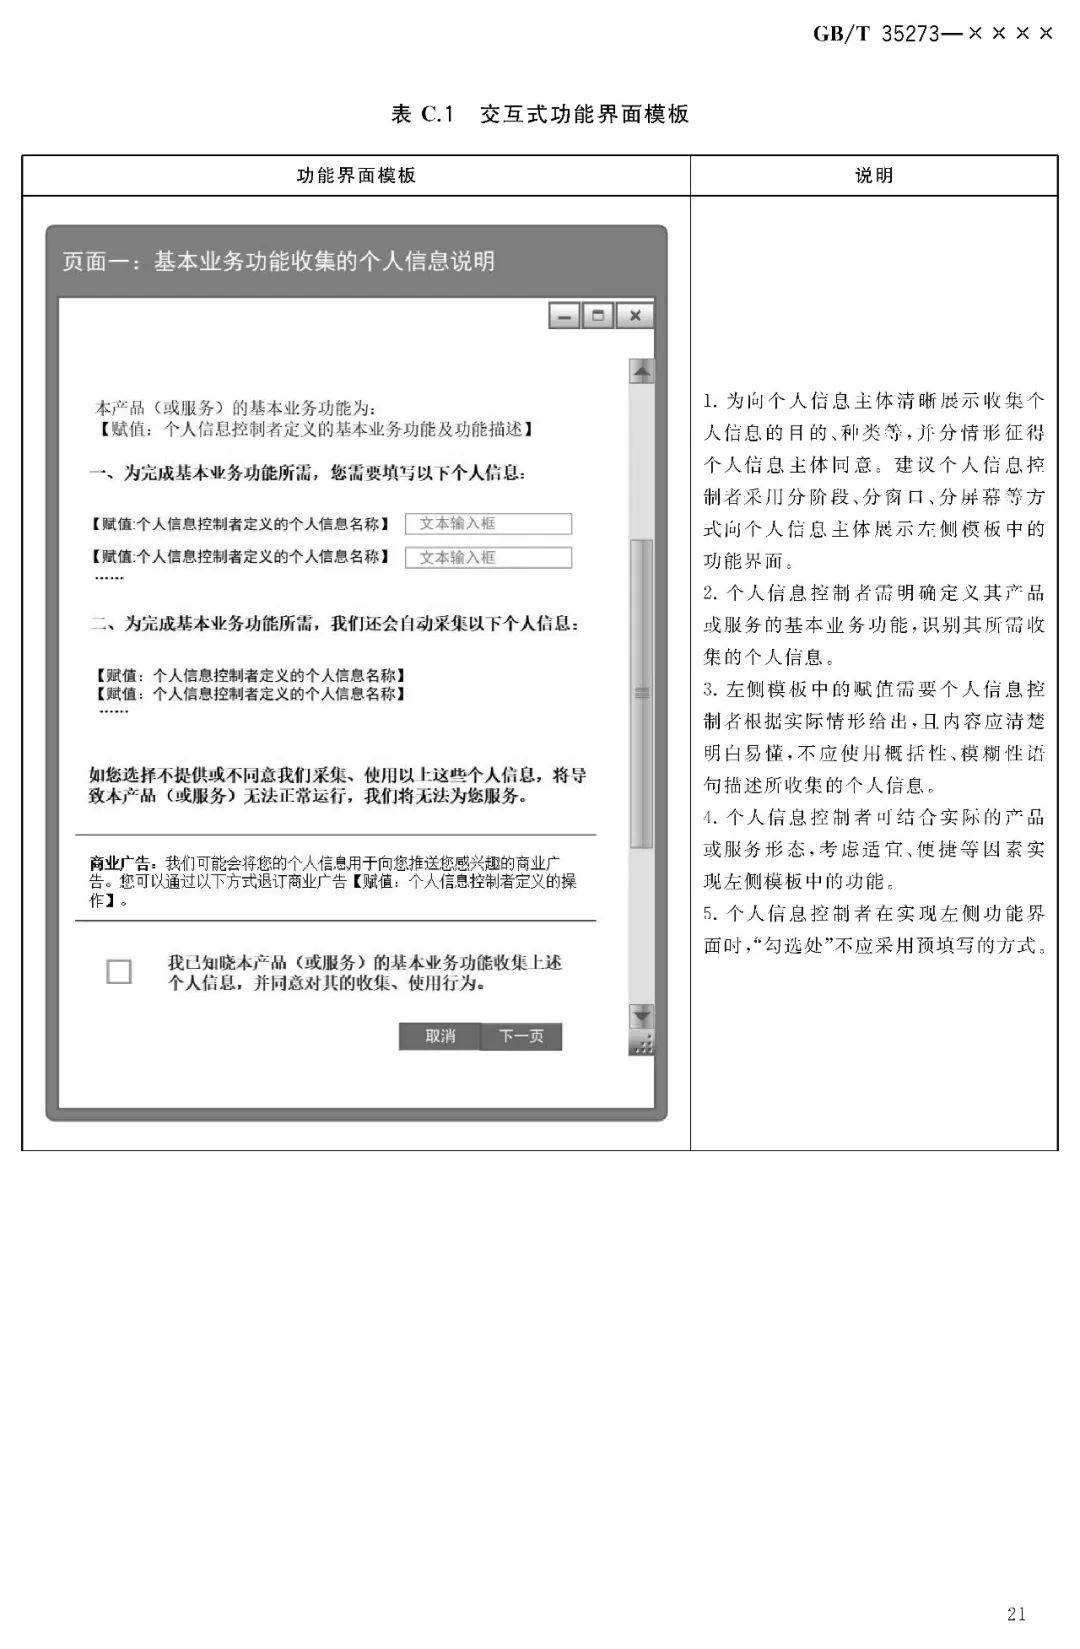 GB/T 35273—××××
表 C.1 交互式功能界面模板
功能界面模板
说明
页面一：基本业务功能收集的个人信息说明
本产品（或服务）的基本业务功能为：
【赋值：个人信息控制者定义的基本业务功能及功能描述】
一、为完成基本业务功能所需，您需要填写以下个人信息：
【赋值:个人信息控制者定义的个人信息名称】 文本输入框
【赋值:个人信息控制者定义的个人信息名称】 文本输入框
……
二、为完成基本业务功能所需，我们还会自动采集以下个人信息：
【赋值：个人信息控制者定义的个人信息名称】
【赋值：个人信息控制者定义的个人信息名称】
……
如您选择不提供或不同意我们采集、使用以上这些个人信息，将导
致本产品（或服务）无法正常运行，我们将无法为您服务。
商业广告：我们可能会将您的个人信息用于向您推送您感兴趣的商业广
告。您可以通过以下方式退订商业广告【赋值：个人信息控制者定义的操
作】。
我已知晓本产品（或服务）的基本业务功能收集上述
个人信息，并同意对其的收集、使用行为。
取消 下一页
1. 为向个人信息主体清晰展示收集个
人信息的目的、种类等，并分情形征得
个人信息主体同意。建议个人信息控
制者采用分阶段、分窗口、分屏幕等方
式向个人信息主体展示左侧模板中的
功能界面。
2. 个人信息控制者需明确定义其产品
或服务的基本业务功能，识别其所需收
集的个人信息。
3. 左侧模板中的赋值需要个人信息控
制者根据实际情形给出，且内容应清楚
明白易懂，不应使用概括性、模糊性语
句描述所收集的个人信息。
4. 个人信息控制者可结合实际的产品
或服务形态，考虑适宜、便捷等因素实
现左侧模板中的功能。
5. 个人信息控制者在实现左侧功能界
面时，“勾选处”不应采用预填写的方式。
21